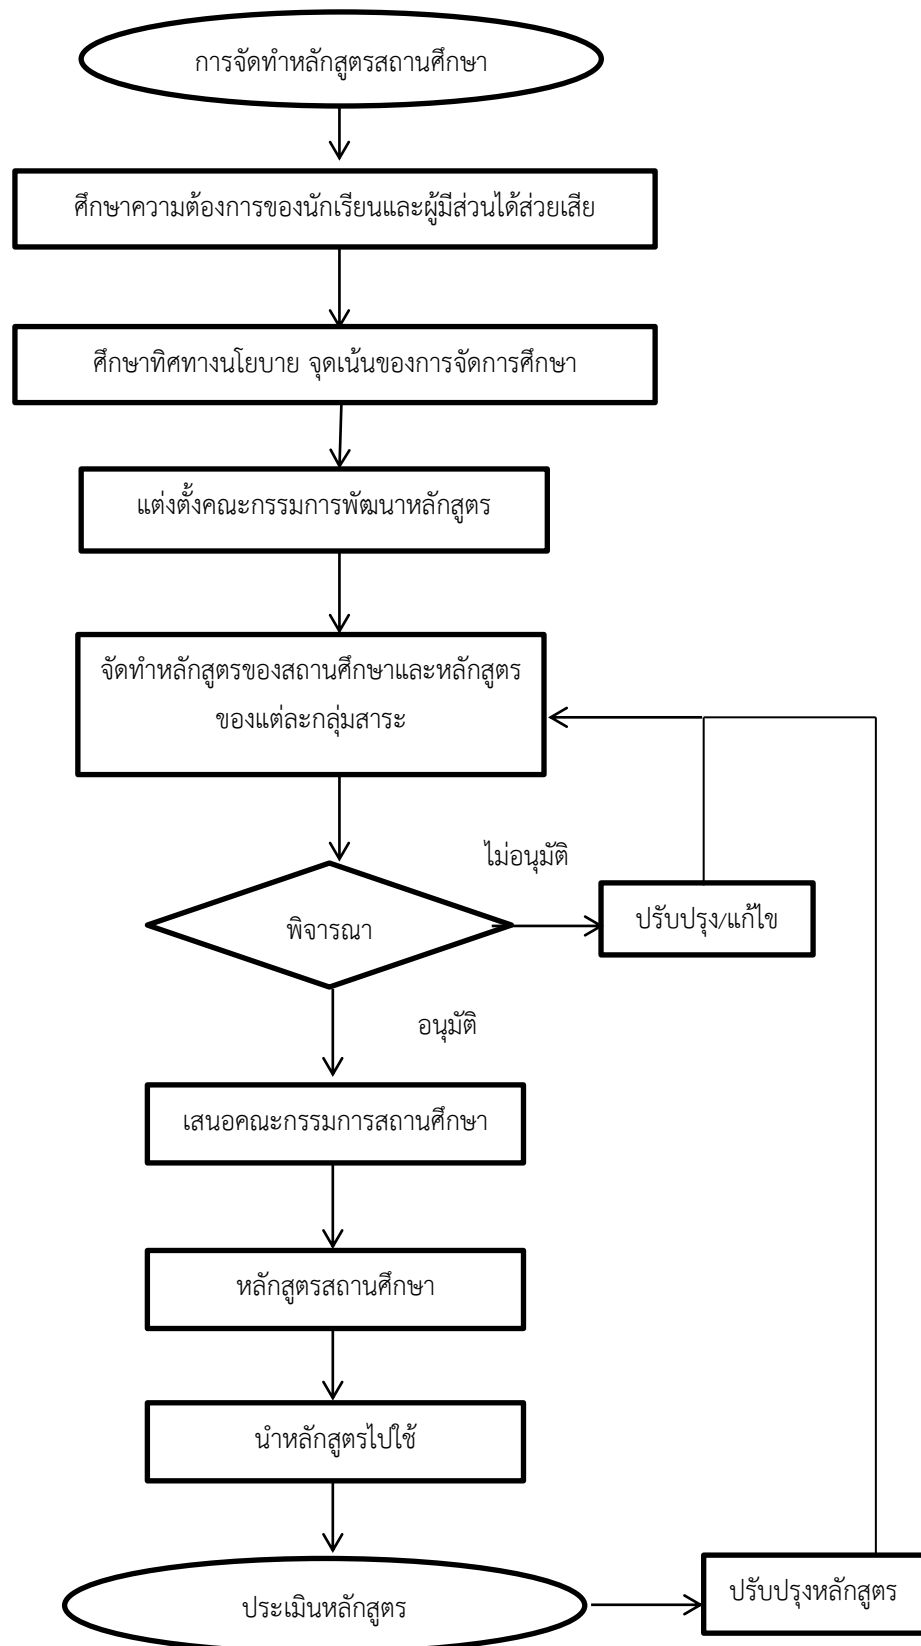 การจัดทำหลักสูตรสถานศึกษา
ศึกษาความต้องการของนักเรียนและผู้มีส่วนได้ส่วยเสีย
ศึกษาทิศทางนโยบาย จุดเน้นของการจัดการศึกษา
แต่งตั้งคณะกรรมการพัฒนาหลักสูตร
จัดทำหลักสูตรของสถานศึกษาและหลักสูตร
ของแต่ละกลุ่มสาระ
ไม่อนุมัติ
พิจารณา
ปรับปรุง/แก้ไข
อนุมัติ
เสนอคณะกรรมการสถานศึกษา
หลักสูตรสถานศึกษา
นำหลักสูตรไปใช้
ประเมินหลักสูตร
ปรับปรุงหลักสูตร